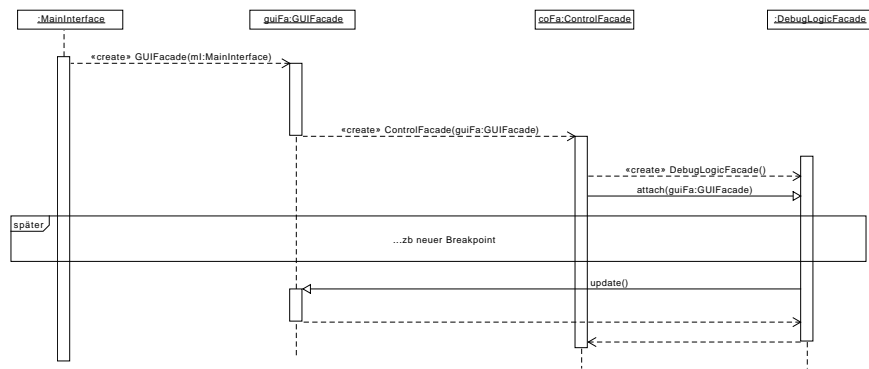 :MainInterface
guiFa:GUIFacade
coFa:ControlFacade
:DebugLogicFacade
«create» GUIFacade(mI:MainInterface)
«create» ControlFacade(guiFa:GUIFacade)
«create» DebugLogicFacade()
attach(guiFa:GUIFacade)
später
...zb neuer Breakpoint
update()